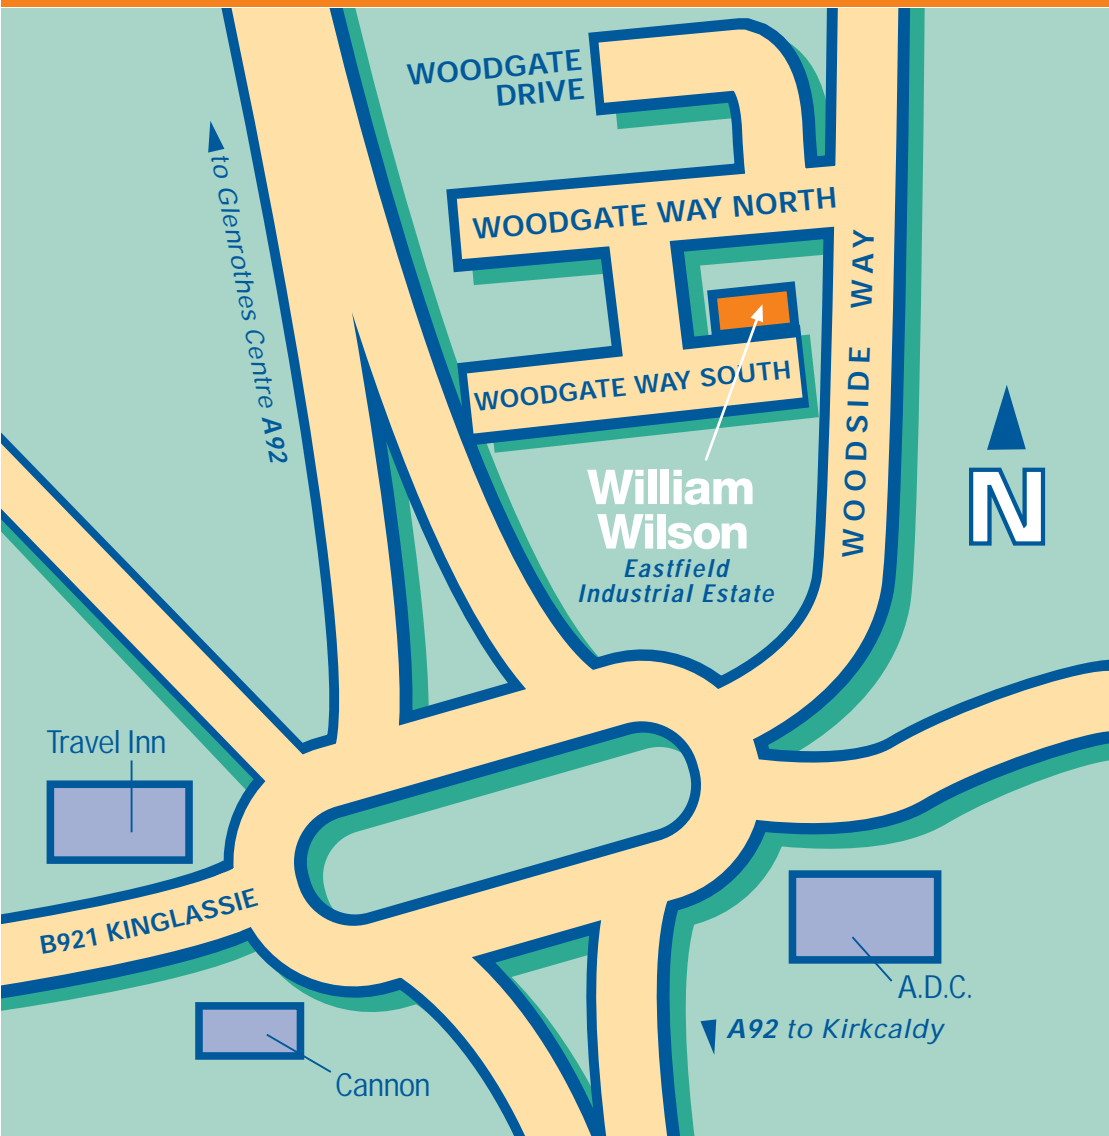 WOODGATE
DRIVE
to Glenrothes Centre A92
WOODGATE WAY NORTH
WOODSIDE WAY
WOODGATE WAY SOUTH
William
Wilson
Eastfield
Industrial Estate
N
Travel Inn
B921 KINGLASSIE
A.D.C.
A92 to Kirkcaldy
Cannon